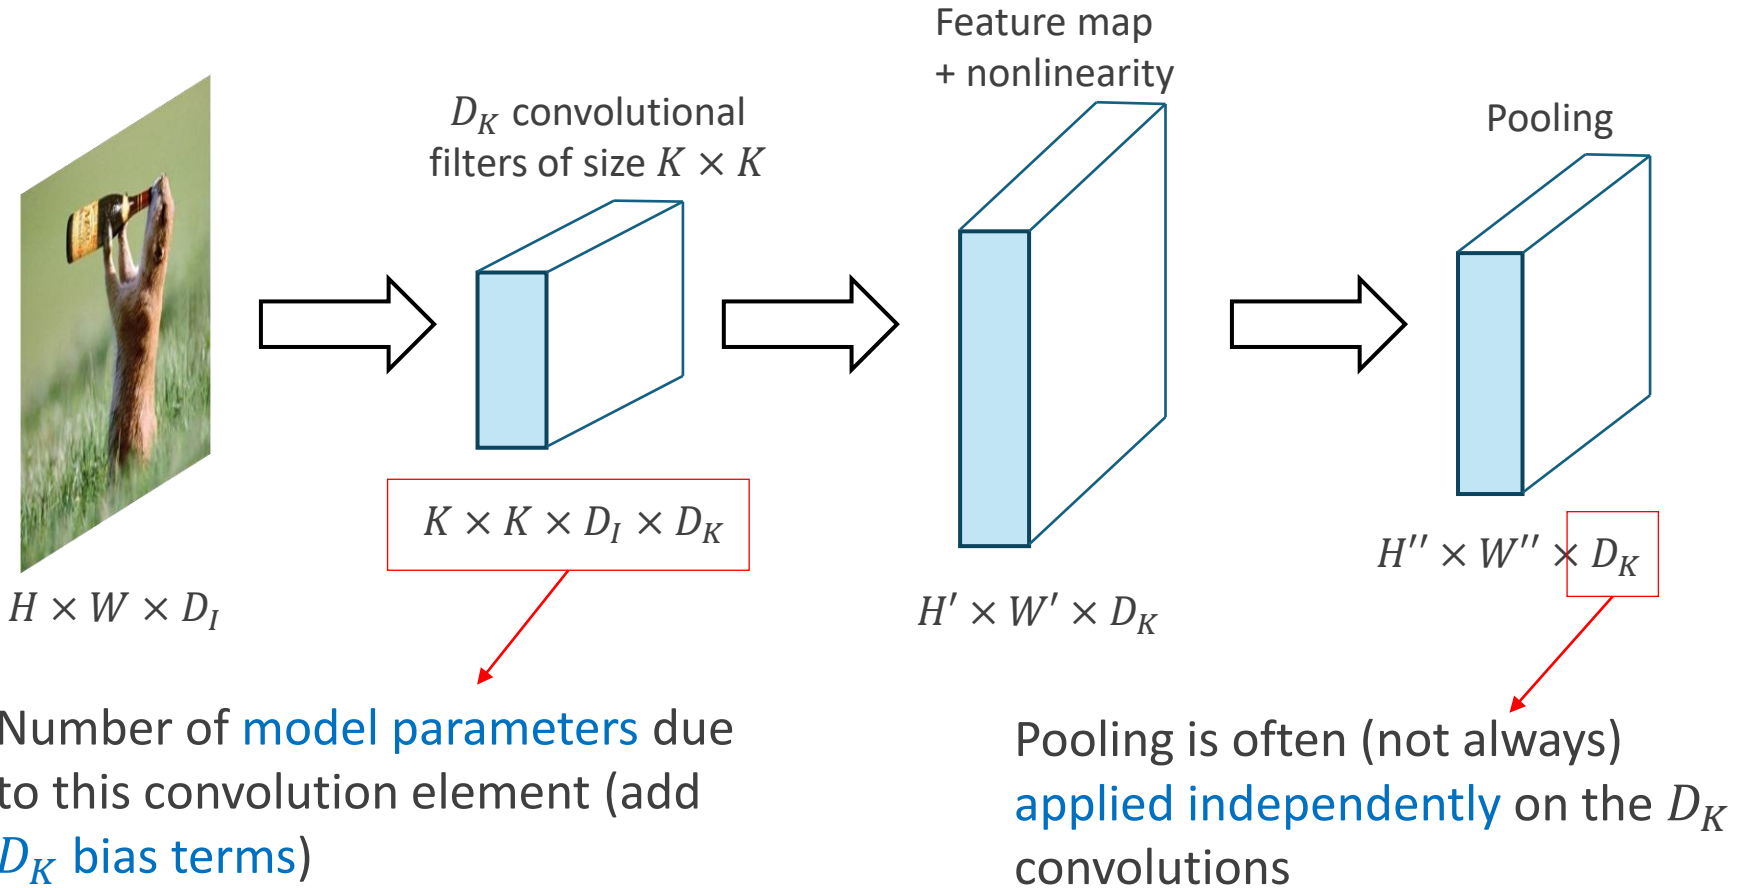 Feature map
+ nonlinearity
D_K convolutional
filters of size K × K
Pooling
K × K × D_I × D_K
H'' × W'' × D_K
H × W × D_I
H' × W' × D_K
Number of model parameters due
to this convolution element (add
D_K bias terms)
Pooling is often (not always)
applied independently on the D_K
convolutions